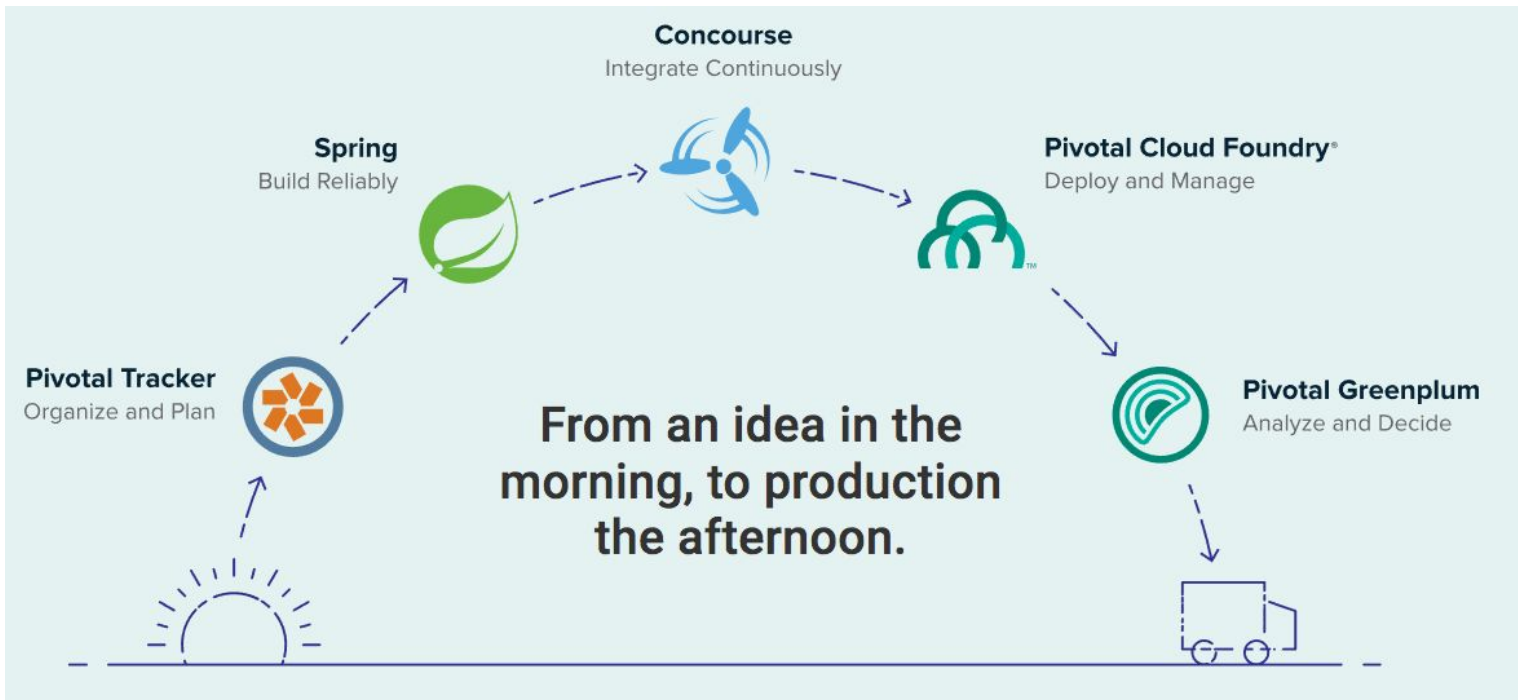 Concourse
Integrate Continuously
Spring
Build Reliably
Pivotal Cloud Foundry®
Deploy and Manage
TM
Pivotal Tracker
Organize and Plan
Pivotal Greenplum
Analyze and Decide
From an idea in the
morning, to production
the afternoon.